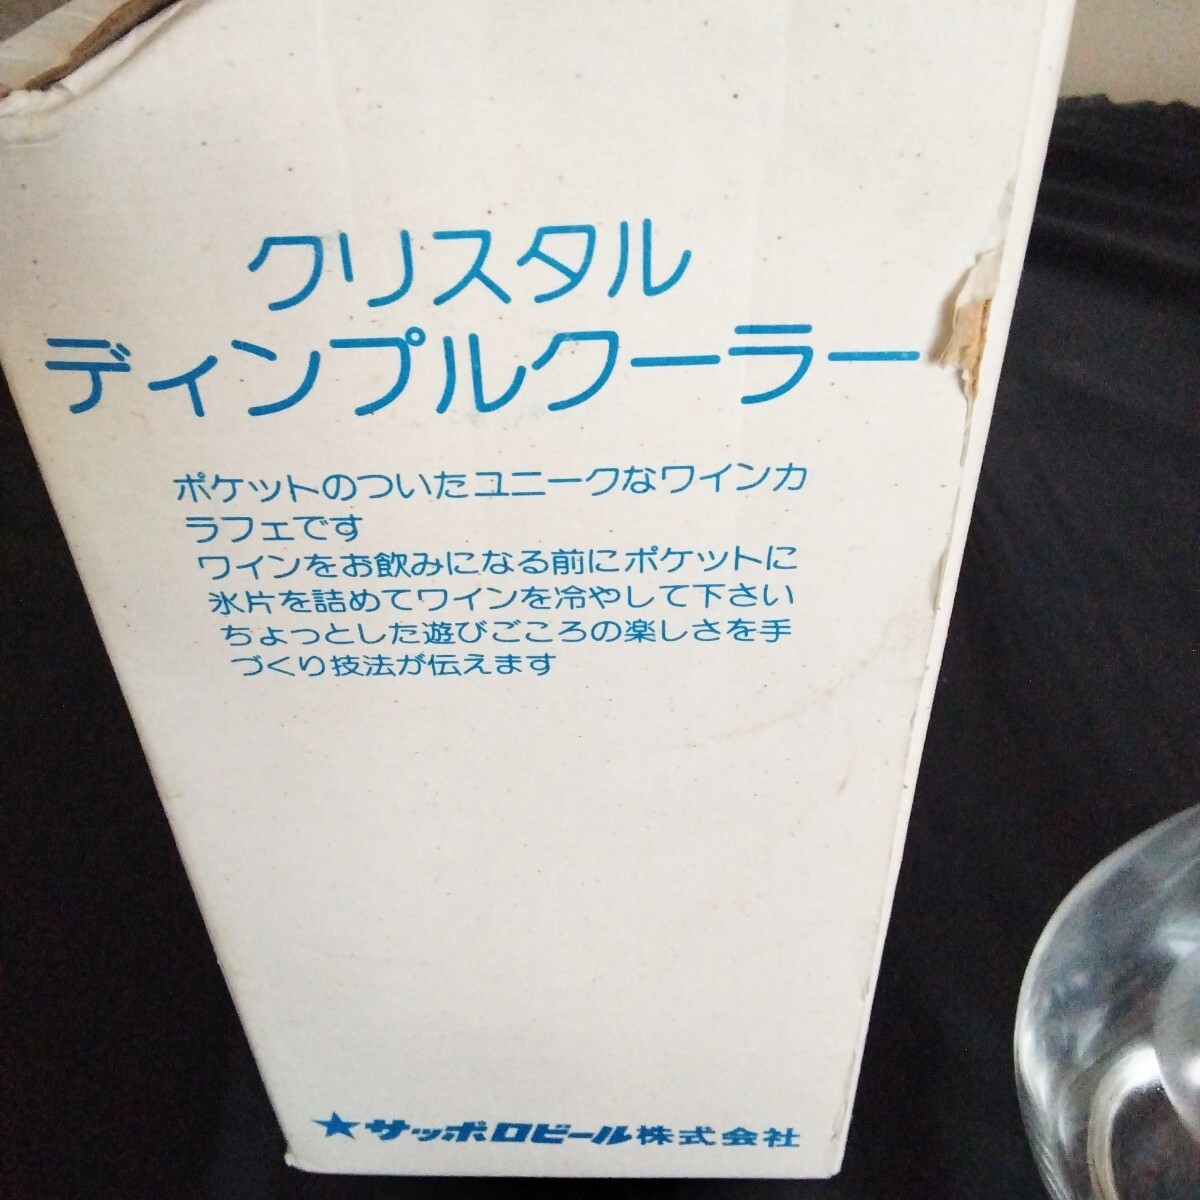 クリスタル
ディンプルクーラー
ポケットのついたユニークなワインカ
ラフェです
ワインをお飲みになる前にポケットに
氷片を詰めてワインを冷やして下さい
ちょっとした遊びごころの楽しさを手
づくり技法が伝えます
★サッポロビール株式会社